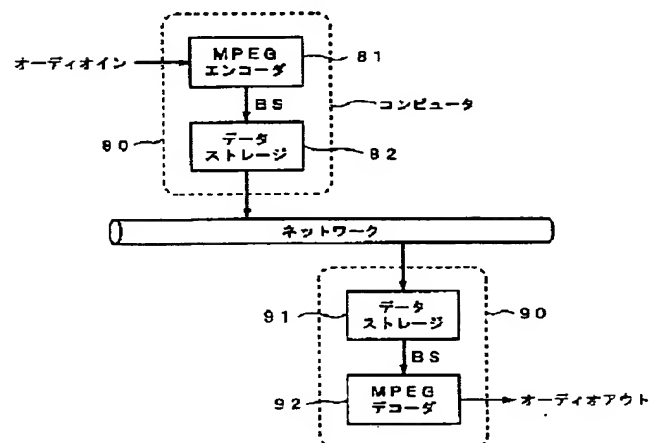 MPEG
エンコーダ
81
オーディオイン
BS
コンピュータ
80
データ
ストレージ
82
ネットワーク
91
データ
ストレージ
90
BS
92
MPEG
デコーダ
オーディオアウト